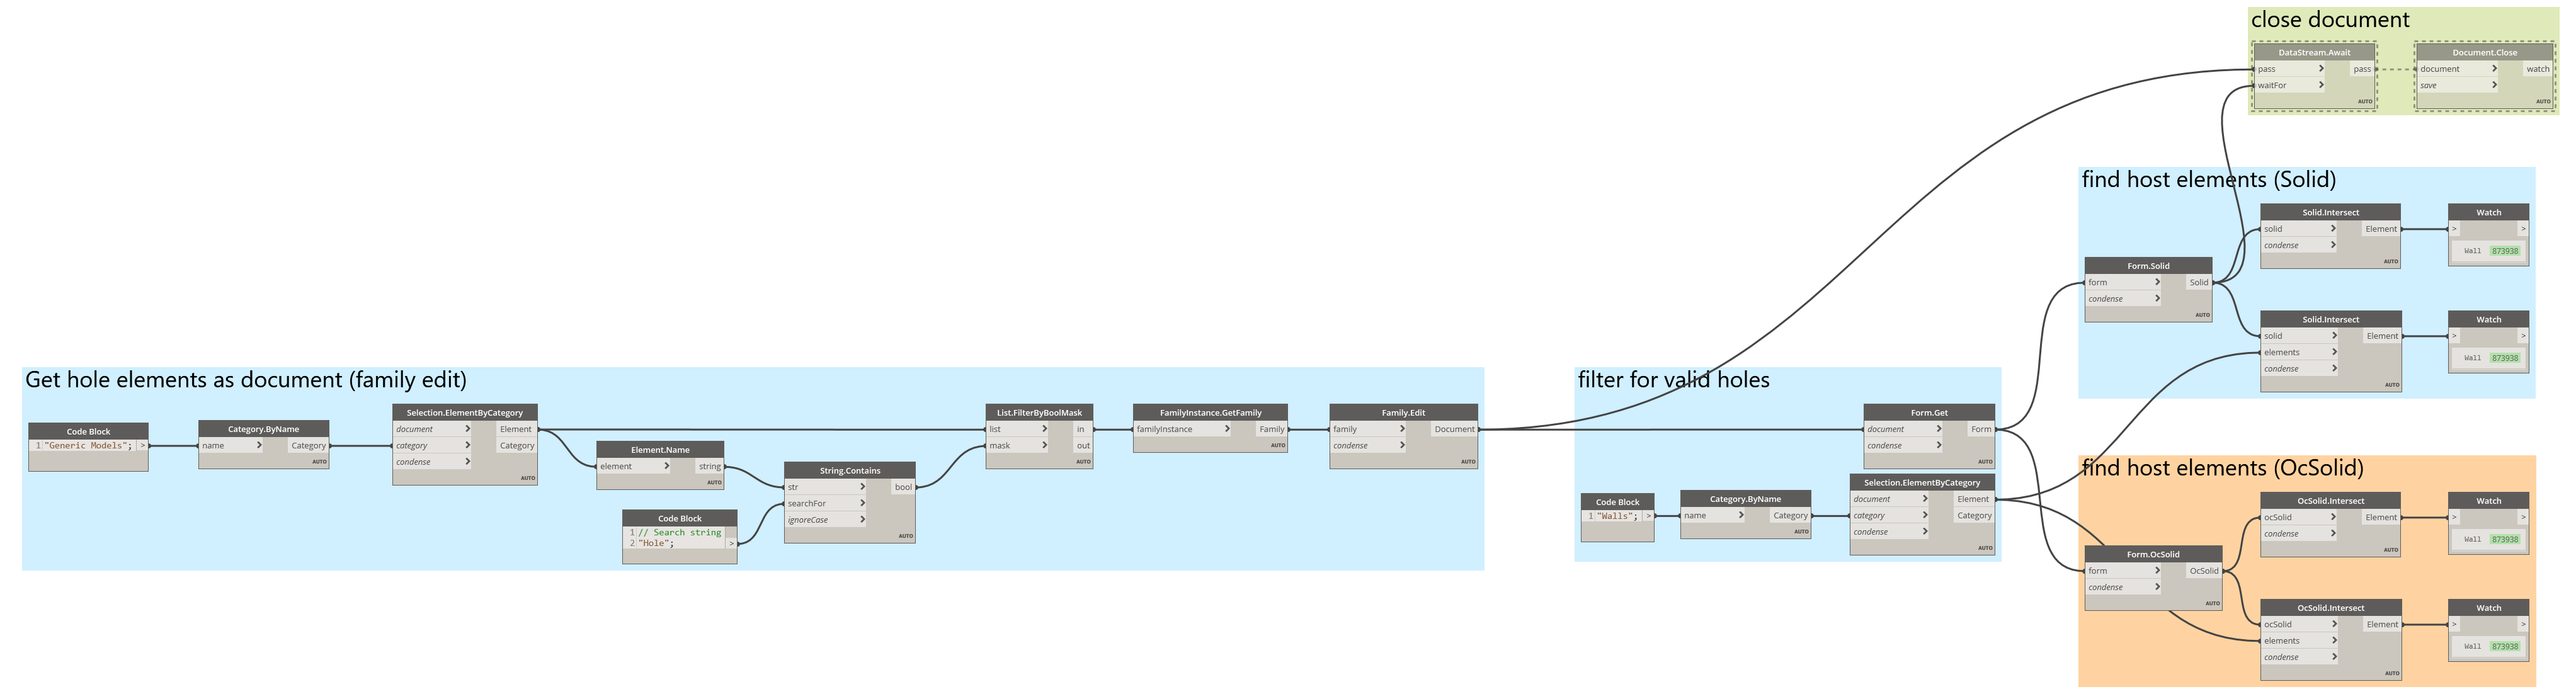 close document
DataStream.Await
pass > pass
waitFor >
AUTO
Document.Close
document > watch
save >
AUTO
find host elements (Solid)
Form.Solid
form > Solid
condense >
AUTO
Solid.Intersect
solid > Element
condense >
AUTO
Watch
> >
Wall 873938
Solid.Intersect
solid > Element
elements >
condense >
AUTO
Watch
> >
Wall 873938
Get hole elements as document (family edit)
Code Block
1 "Generic Models"; >
Category.ByName
name > Category
AUTO
Selection.ElementByCategory
document > Element
category > Category
condense >
AUTO
Element.Name
element > string
AUTO
Code Block
1 // Search string
2 "Hole"; >
String.Contains
str > bool
searchFor >
ignoreCase >
AUTO
List.FilterByBoolMask
list > in
mask > out
AUTO
FamilyInstance.GetFamily
familyInstance > Family
AUTO
Family.Edit
family > Document
condense >
AUTO
filter for valid holes
Form.Get
document > Form
condense >
AUTO
Code Block
1 "Walls"; >
Category.ByName
name > Category
AUTO
Selection.ElementByCategory
document > Element
category > Category
condense >
AUTO
find host elements (OcSolid)
Form.OcSolid
form > OcSolid
condense >
AUTO
OcSolid.Intersect
ocSolid > Element
condense >
AUTO
Watch
> >
Wall 873938
OcSolid.Intersect
ocSolid > Element
elements >
condense >
AUTO
Watch
> >
Wall 873938